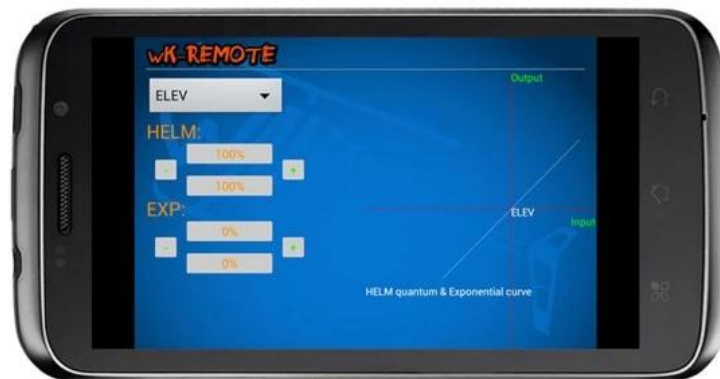 wK-REMOTE
ELEV
HELM:
100%
-
+
100%
EXP:
0%
-
+
0%
Output
ELEV
Input
HELM quantum & Exponential curve